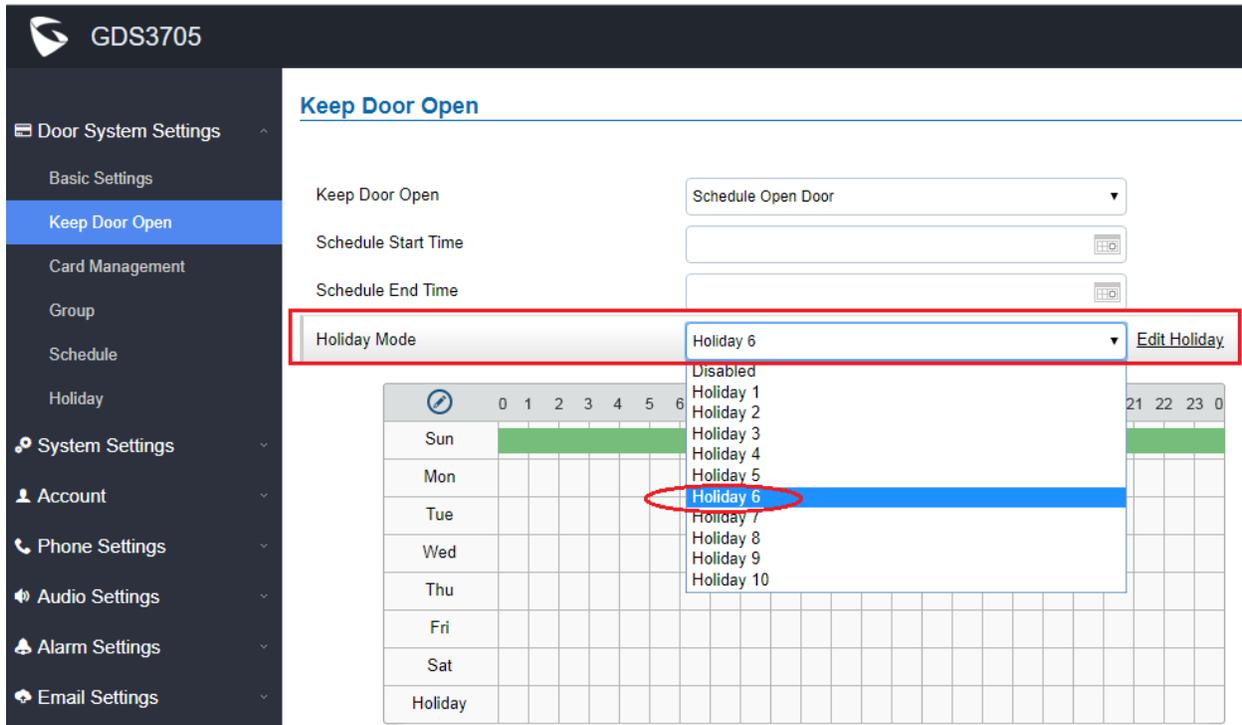 GDS3705
Door System Settings
Basic Settings
Keep Door Open
Card Management
Group
Schedule
Holiday
System Settings
Account
Phone Settings
Audio Settings
Alarm Settings
Email Settings
Keep Door Open
Keep Door Open Schedule Open Door
Schedule Start Time
Schedule End Time
Holiday Mode Holiday 6 Edit Holiday
Disabled
Holiday 1
Holiday 2
Holiday 3
Holiday 4
Holiday 5
Holiday 6
Holiday 7
Holiday 8
Holiday 9
Holiday 10
0 1 2 3 4 5 6 21 22 23 0
Sun
Mon
Tue
Wed
Thu
Fri
Sat
Holiday